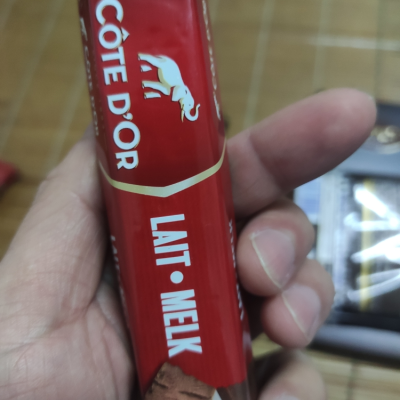 CÔTE D'OR
LAIT • MELK